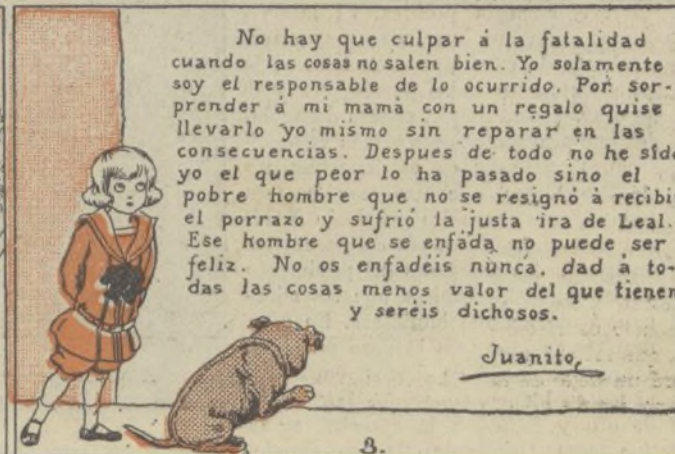 No hay que culpar á la fatalidad
cuando las cosas no salen bien. Yo solamente
soy el responsable de lo ocurrido. Por sor-
prender á mi mamá con un regalo quise
llevarlo yo mismo sin reparar en las
consecuencias. Despues de todo no he sido
yo el que peor lo ha pasado sino el
pobre hombre que no se resignó á recibi
el porrazo y sufrió la justa ira de Leal.
Ese hombre que se enfada no puede ser
feliz. No os enfadéis nunca, dad á to-
das las cosas menos valor del que tienen
y seréis dichosos.
Juanito
3.